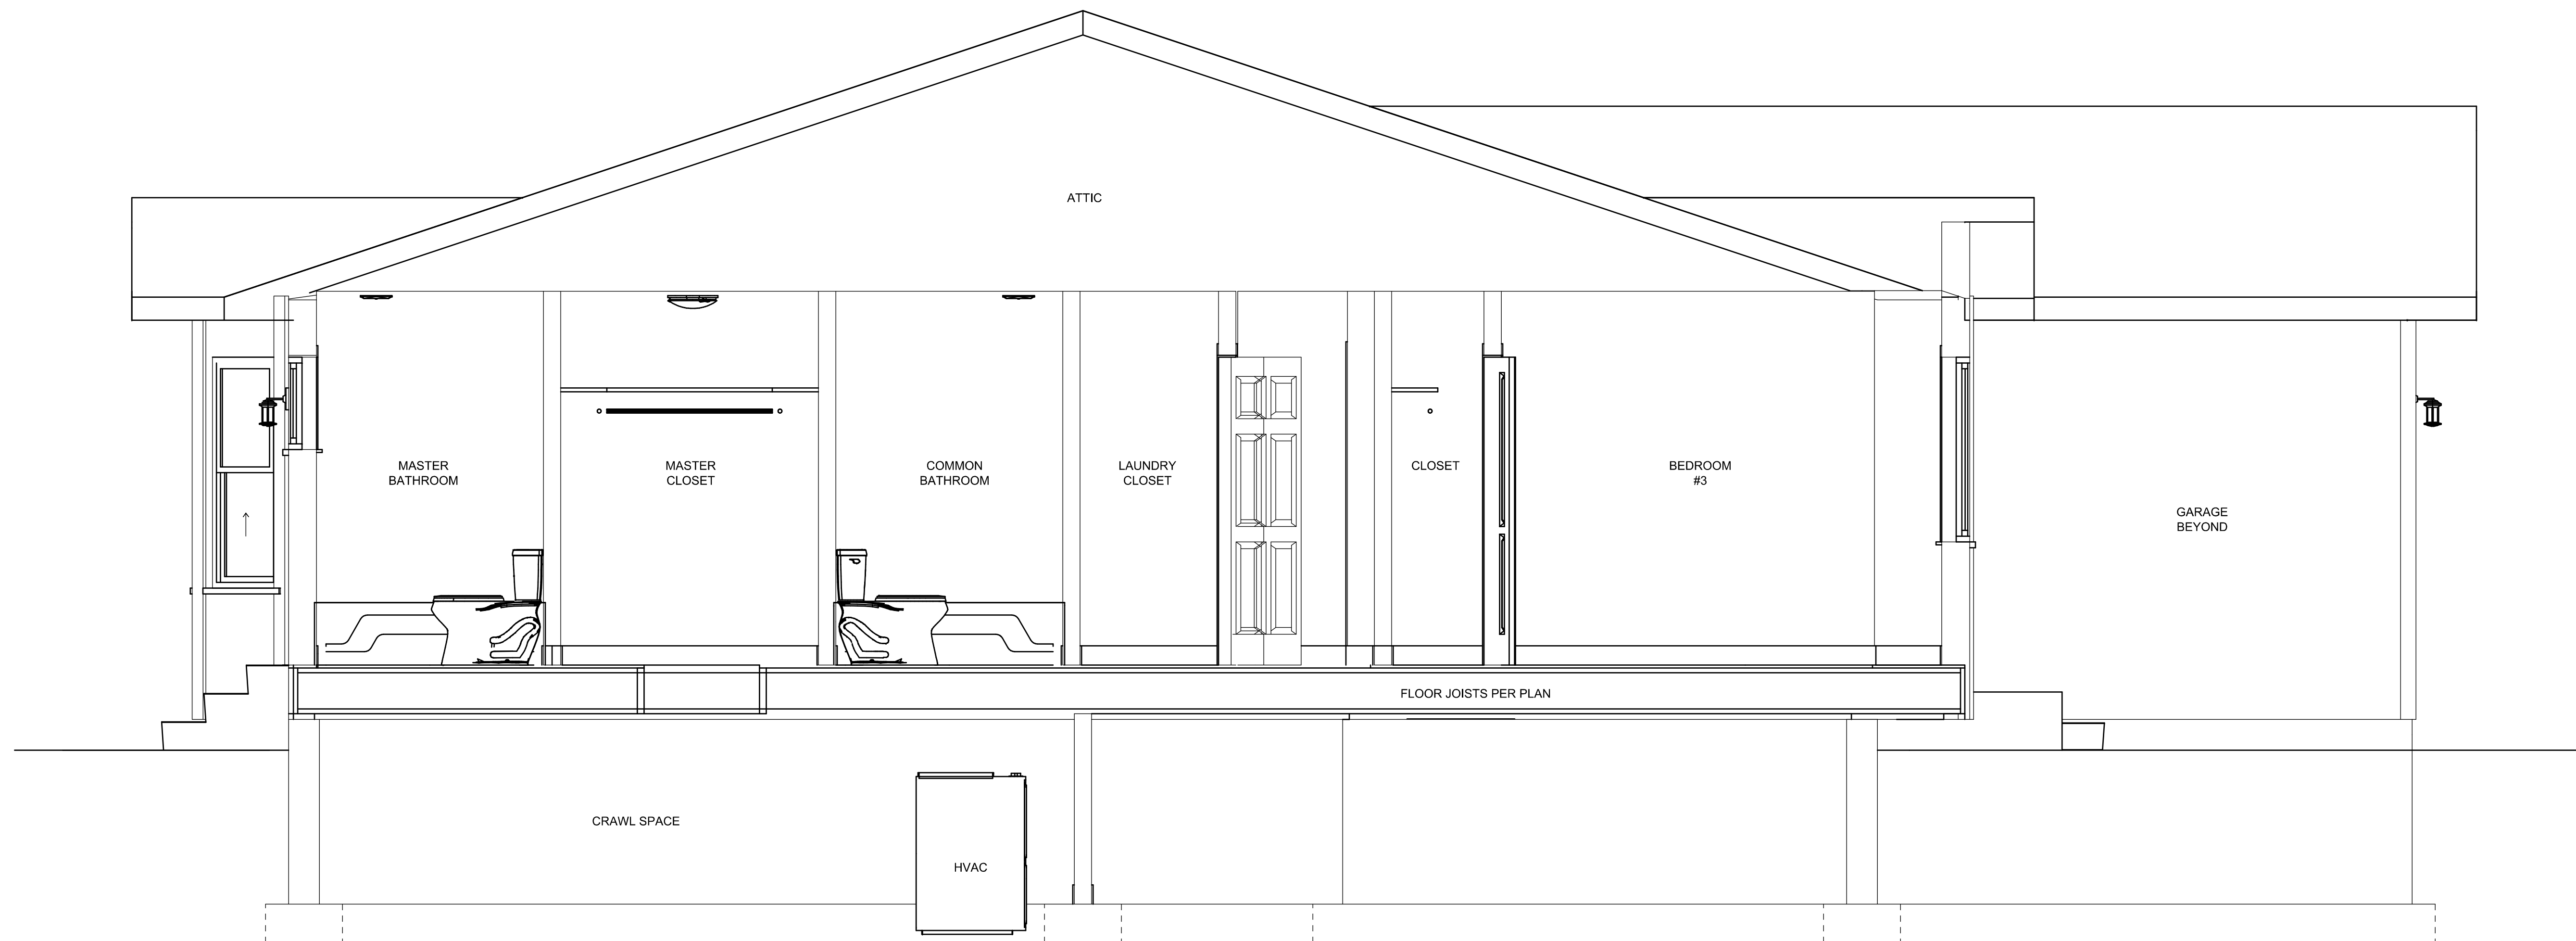 ATTIC
MASTER
BATHROOM
MASTER
CLOSET
COMMON
BATHROOM
LAUNDRY
CLOSET
CLOSET
BEDROOM
#3
GARAGE
BEYOND
FLOOR JOISTS PER PLAN
CRAWL SPACE
HVAC